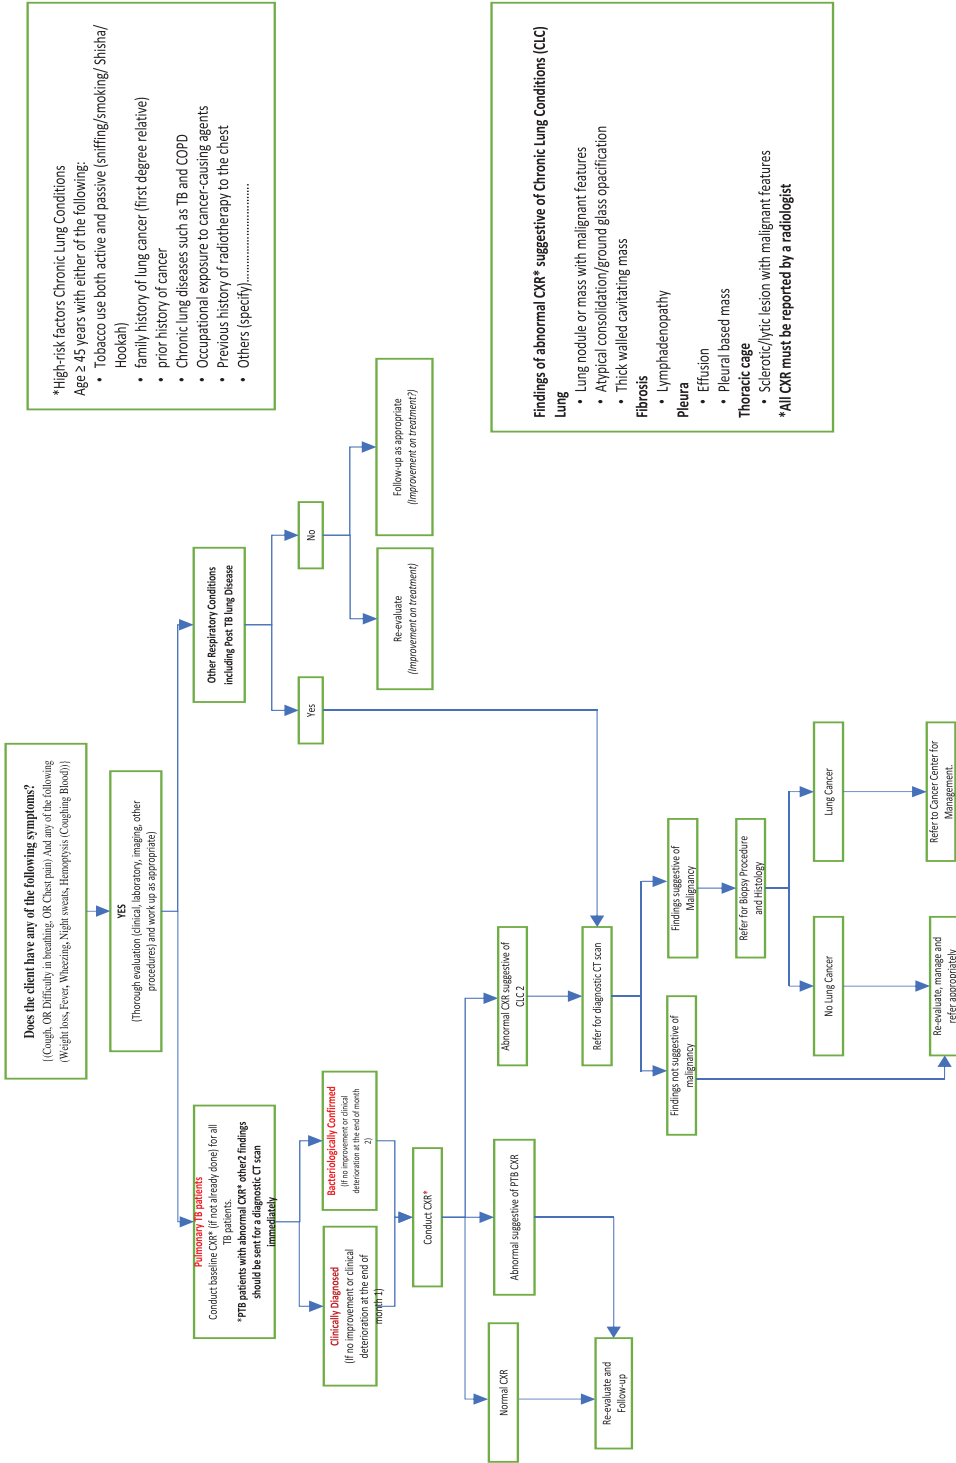 Does the client have any of the following symptoms?
{(Cough, OR Difficulty in breathing, OR Chest pain) And any of the following
(Weight loss, Fever, Wheezing, Night sweats, Hemoptysis (Coughing Blood))}
YES
(Thorough evaluation (clinical, laboratory, imaging, other
procedures) and work up as appropriate)
Pulmonary TB patients
Conduct baseline CXR* (if not already done) for all
TB patients.
*PTB patients with abnormal CXR* other2 findings
should be sent for a diagnostic CT scan
immediately
Other Respiratory Conditions
including Post TB lung Disease
Clinically Diagnosed
(If no improvement or clinical
deterioration at the end of
month 1)
Bacteriologically Confirmed
(If no improvement or clinical
deterioration at the end of month
2)
Yes
No
Re-evaluate
(Improvement on treatment)
Follow-up as appropriate
(Improvement on treatment?)
Conduct CXR*
Normal CXR
Abnormal suggestive of PTB CXR
Abnormal CXR suggestive of
CLC 2
Re-evaluate and
Follow-up
Refer for diagnostic CT scan
Findings not suggestive of
malignancy
Findings suggestive of
Malignancy
Refer for Biopsy Procedure
and Histology
No Lung Cancer
Lung Cancer
Re-evaluate, manage and
refer appropriately
Refer to Cancer Center for
Management.
*High-risk factors Chronic Lung Conditions
Age ≥ 45 years with either of the following:
• Tobacco use both active and passive (sniffing/smoking/ Shisha/
Hookah)
• family history of lung cancer (first degree relative)
• prior history of cancer
• Chronic lung diseases such as TB and COPD
• Occupational exposure to cancer-causing agents
• Previous history of radiotherapy to the chest
• Others (specify)................................
Findings of abnormal CXR* suggestive of Chronic Lung Conditions (CLC)
Lung
• Lung nodule or mass with malignant features
• Atypical consolidation/ground glass opacification
• Thick walled cavitating mass
Fibrosis
• Lymphadenopathy
Pleura
• Effusion
• Pleural based mass
Thoracic cage
• Sclerotic/lytic lesion with malignant features
*All CXR must be reported by a radiologist